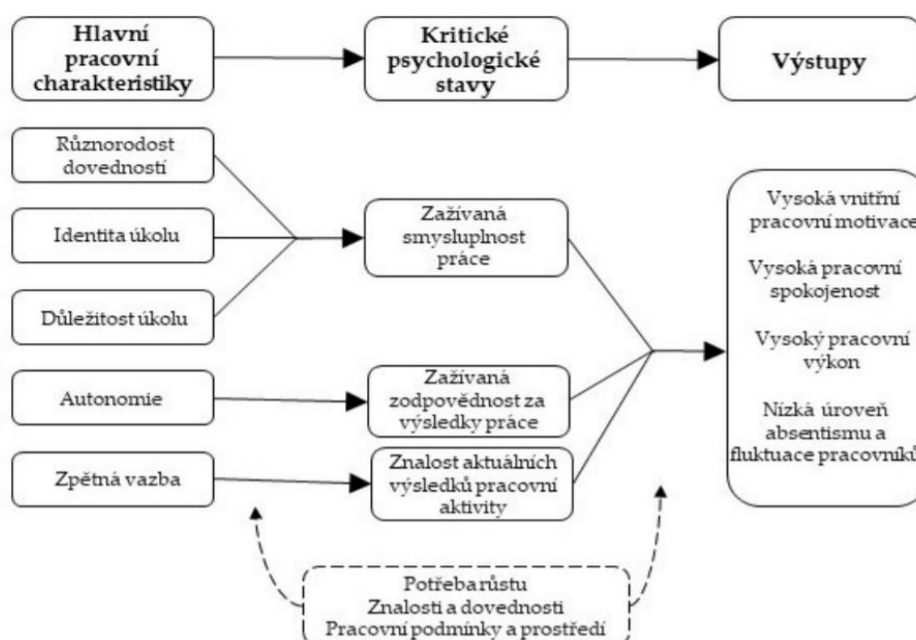 Hlavní
pracovní
charakteristiky
Kritické
psychologické
stavy
Výstupy
Různorodost
dovedností
Identita úkolu
Důležitost úkolu
Autonomie
Zpětná vazba
Zažívaná
smysluplnost
práce
Zažívaná
zodpovědnost za
výsledky práce
Znalost aktuálních
výsledků pracovní
aktivity
Vysoká vnitřní
pracovní motivace
Vysoká pracovní
spokojenost
Vysoký pracovní
výkon
Nízká úroveň
absentismu a
fluktuace pracovníků
Potřeba růstu
Znalosti a dovednosti
Pracovní podmínky a prostředí